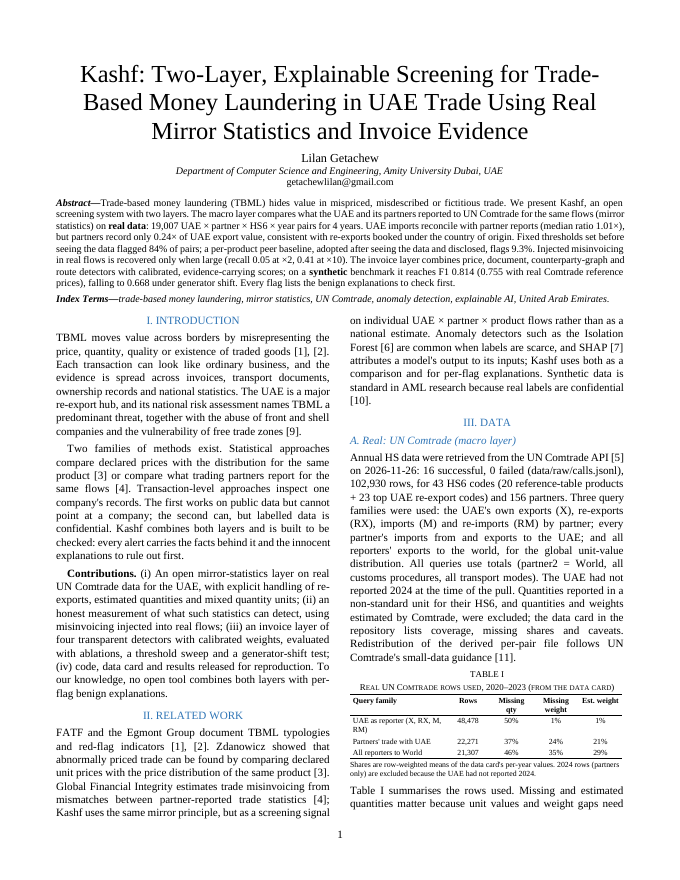 Kashf: Two-Layer, Explainable Screening for Trade-
Based Money Laundering in UAE Trade Using Real
Mirror Statistics and Invoice Evidence
Lilan Getachew
Department of Computer Science and Engineering, Amity University Dubai, UAE
getachewlilan@gmail.com
Abstract—Trade-based money laundering (TBML) hides value in mispriced, misdescribed or fictitious trade. We present Kashf, an open
screening system with two layers. The macro layer compares what the UAE and its partners reported to UN Comtrade for the same flows (mirror
statistics) on real data: 19,007 UAE × partner × HS6 × year pairs for 4 years. UAE imports reconcile with partner reports (median ratio 1.01×),
but partners record only 0.24× of UAE export value, consistent with re-exports booked under the country of origin. Fixed thresholds set before
seeing the data flagged 84% of pairs; a per-product peer baseline, adopted after seeing the data and disclosed, flags 9.3%. Injected misinvoicing
in real flows is recovered only when large (recall 0.05 at ×2, 0.41 at ×10). The invoice layer combines price, document, counterparty-graph and
route detectors with calibrated, evidence-carrying scores; on a synthetic benchmark it reaches F1 0.814 (0.755 with real Comtrade reference
prices), falling to 0.668 under generator shift. Every flag lists the benign explanations to check first.
Index Terms—trade-based money laundering, mirror statistics, UN Comtrade, anomaly detection, explainable AI, United Arab Emirates.
I. INTRODUCTION
TBML moves value across borders by misrepresenting the
price, quantity, quality or existence of traded goods [1], [2].
Each transaction can look like ordinary business, and the
evidence is spread across invoices, transport documents,
ownership records and national statistics. The UAE is a major
re-export hub, and its national risk assessment names TBML a
predominant threat, together with the abuse of front and shell
companies and the vulnerability of free trade zones [9].
Two families of methods exist. Statistical approaches
compare declared prices with the distribution for the same
product [3] or compare what trading partners report for the
same flows [4]. Transaction-level approaches inspect one
company's records. The first works on public data but cannot
point at a company; the second can, but labelled data is
confidential. Kashf combines both layers and is built to be
checked: every alert carries the facts behind it and the innocent
explanations to rule out first.
Contributions. (i) An open mirror-statistics layer on real
UN Comtrade data for the UAE, with explicit handling of re-
exports, estimated quantities and mixed quantity units; (ii) an
honest measurement of what such statistics can detect, using
misinvoicing injected into real flows; (iii) an invoice layer of
four transparent detectors with calibrated weights, evaluated
with ablations, a threshold sweep and a generator-shift test;
(iv) code, data card and results released for reproduction. To
our knowledge, no open tool combines both layers with per-
flag benign explanations.
II. RELATED WORK
FATF and the Egmont Group document TBML typologies
and red-flag indicators [1], [2]. Zdanowicz showed that
abnormally priced trade can be found by comparing declared
unit prices with the price distribution of the same product [3].
Global Financial Integrity estimates trade misinvoicing from
mismatches between partner-reported trade statistics [4];
Kashf uses the same mirror principle, but as a screening signal
on individual UAE × partner × product flows rather than as a
national estimate. Anomaly detectors such as the Isolation
Forest [6] are common when labels are scarce, and SHAP [7]
attributes a model's output to its inputs; Kashf uses both as a
comparison and for per-flag explanations. Synthetic data is
standard in AML research because real labels are confidential
[10].
III. DATA
A. Real: UN Comtrade (macro layer)
Annual HS data were retrieved from the UN Comtrade API [5]
on 2026-11-26: 16 successful, 0 failed (data/raw/calls.jsonl),
102,930 rows, for 43 HS6 codes (20 reference-table products
+ 23 top UAE re-export codes) and 156 partners. Three query
families were used: the UAE's own exports (X), re-exports
(RX), imports (M) and re-imports (RM) by partner; every
partner's imports from and exports to the UAE; and all
reporters' exports to the world, for the global unit-value
distribution. All queries use totals (partner2 = World, all
customs procedures, all transport modes). The UAE had not
reported 2024 at the time of the pull. Quantities reported in a
non-standard unit for their HS6, and quantities and weights
estimated by Comtrade, were excluded; the data card in the
repository lists coverage, missing shares and caveats.
Redistribution of the derived per-pair file follows UN
Comtrade's small-data guidance [11].
TABLE I
REAL UN COMTRADE ROWS USED, 2020–2023 (FROM THE DATA CARD)
Query family Rows Missing qty Missing weight Est. weight
UAE as reporter (X, RX, M, RM) 48,478 50% 1% 1%
Partners' trade with UAE 22,271 37% 24% 21%
All reporters to World 21,307 46% 35% 29%
Shares are row-weighted means of the data card's per-year values. 2024 rows (partners
only) are excluded because the UAE had not reported 2024.
Table I summarises the rows used. Missing and estimated
quantities matter because unit values and weight gaps need
1